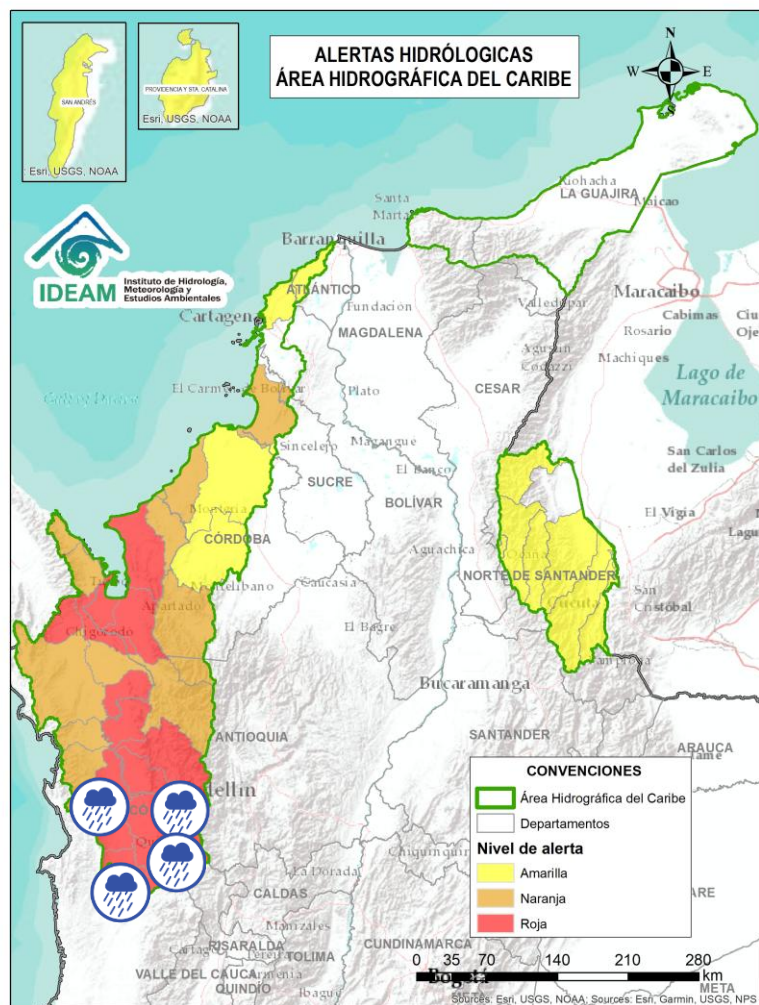 ALERTAS HIDRÓLOGICAS
ÁREA HIDROGRÁFICA DEL CARIBE
SAN ANDRÉS
Esri, USGS, NOAA
PROVIDENCIA Y STA. CATALINA
Esri, USGS, NOAA
N
W
E
S
IDEAM
Instituto de Hidrología,
Meteorología y
Estudios Ambientales
Riohacha
LA GUAJIRA
Maicao
Santa
Marta
Barranquilla
ATLÁNTICO
Cartagena
Fundación
MAGDALENA
Valledupar
Maracaibo
Cabimas
Rosario
Machiques
Agustín
Codazzi
CESAR
Lago de
Maracaibo
El Carmen de Bolívar
Plato
Sincelejo
Magangué
El Banco
SUCRE
BOLÍVAR
San Carlos
del Zulia
El Vigía
Montería
CÓRDOBA
Aguachica
Ocaña
NORTE DE SANTANDER
Cúcuta
San
Cristóbal
Montelíbano
Caucasia
Apartadó
Chigorodó
El Bagre
Pamplona
Bucaramanga
ANTIOQUIA
SANTANDER
ARAUCA
CONVENCIONES
Área Hidrográfica del Caribe
Departamentos
Nivel de alerta
Amarilla
Naranja
Roja
La Dorada
CALDAS
Manizales
RISARALDA
Pereira
TOLIMA
CUNDINAMARCA
VALLE DEL CAUCA
Armenia
QUINDÍO
Ibagué
Bogotá
META
0 35 70 140 210 280
km
Sources: Esri, USGS, NOAA; Sources: Esri, Garmin, USGS, NPS